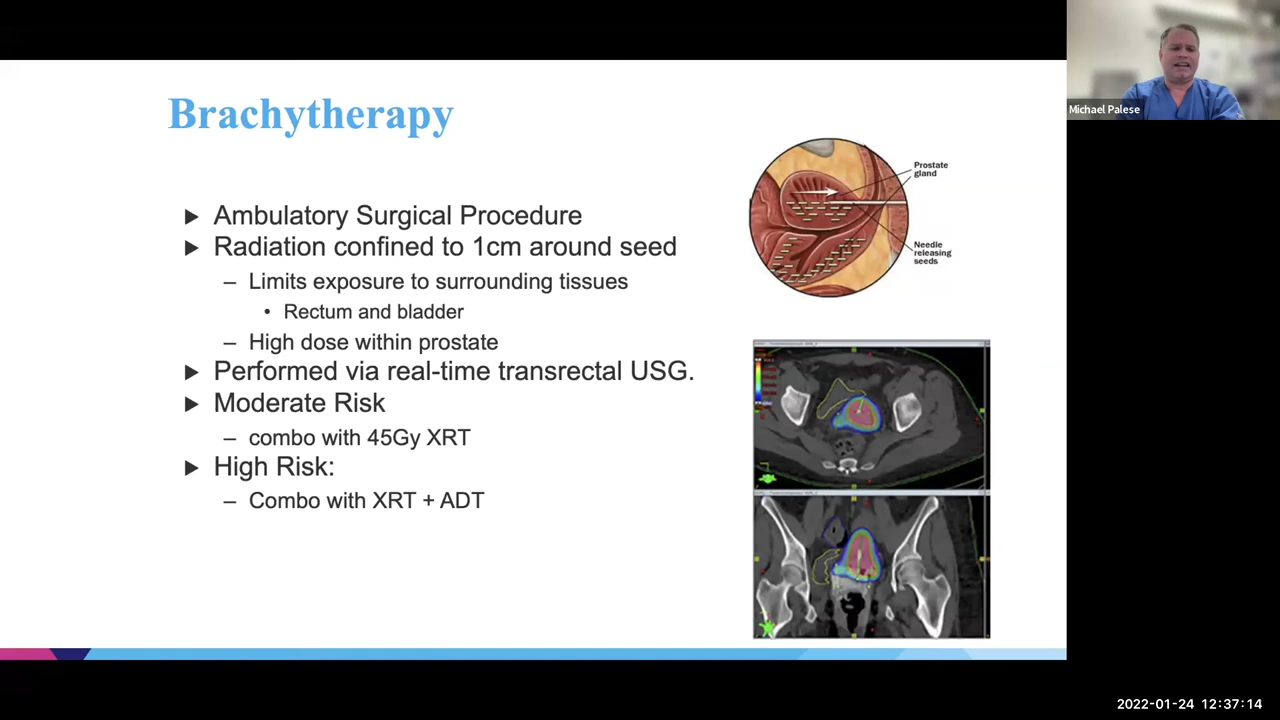 Brachytherapy
Ambulatory Surgical Procedure
Radiation confined to 1cm around seed
– Limits exposure to surrounding tissues
• Rectum and bladder
– High dose within prostate
Performed via real-time transrectal USG.
Moderate Risk
– combo with 45Gy XRT
High Risk:
– Combo with XRT + ADT
Prostate
gland
Needle
releasing
seeds
Michael Palese
2022-01-24 12:37:14